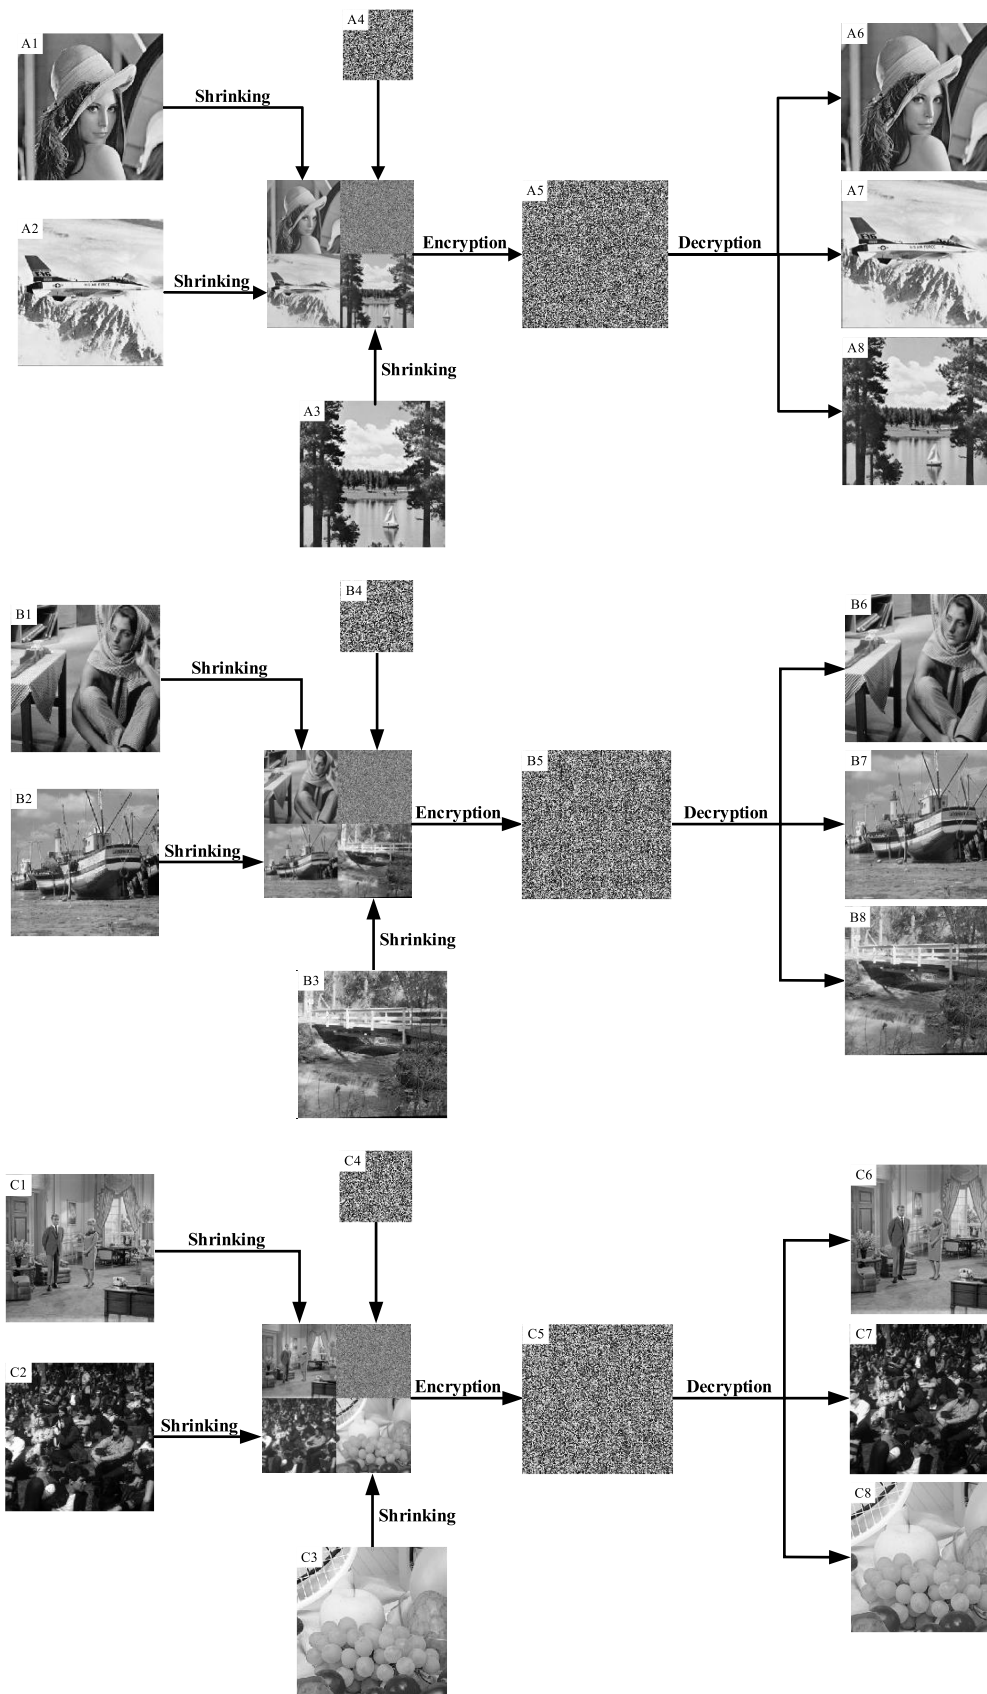 A1
A4
A6
Shrinking
A2
A5
A7
Encryption
Decryption
Shrinking
U.S. AIR FORCE
A8
Shrinking
A3
B1
B4
B6
Shrinking
B2
B5
B7
Encryption
Decryption
Shrinking
B8
Shrinking
B3
C1
C4
C6
Shrinking
C2
C5
C7
Encryption
Decryption
Shrinking
C8
Shrinking
C3